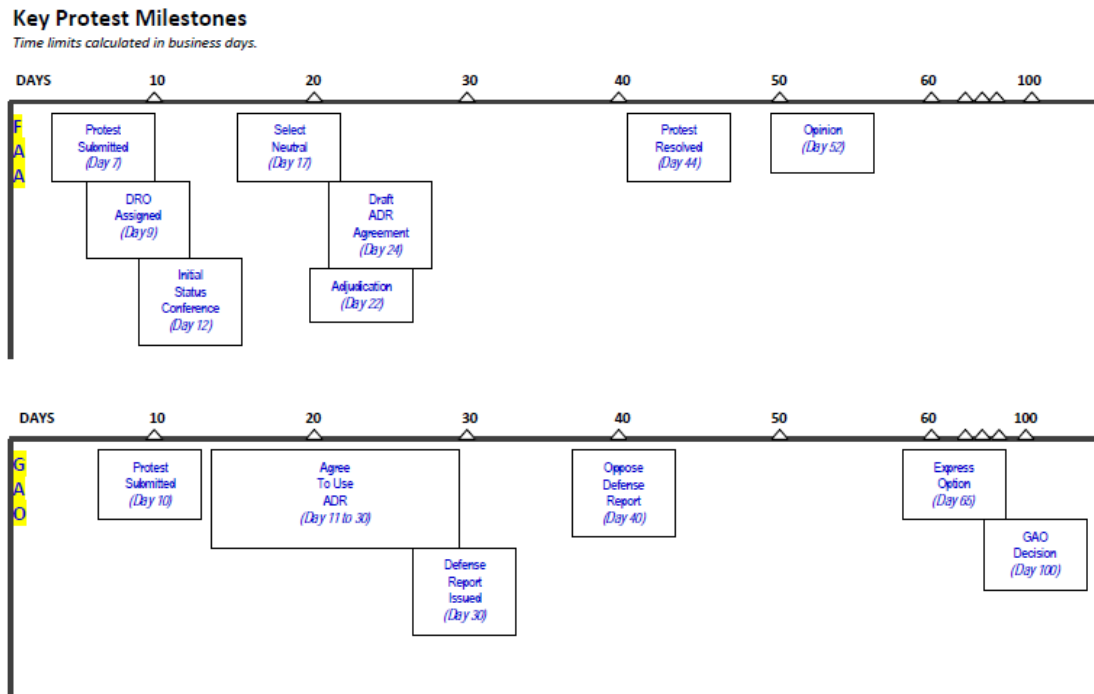 Key Protest Milestones
Time limits calculated in business days.
DAYS 10 20 30 40 50 60 100
F
A
A
Protest
Submitted
(Day 7)
DRO
Assigned
(Day 9)
Initial
Status
Conference
(Day 12)
Select
Neutral
(Day 17)
Draft
ADR
Agreement
(Day 24)
Adjudication
(Day 22)
Protest
Resolved
(Day 44)
Opinion
(Day 52)
DAYS 10 20 30 40 50 60 100
G
A
O
Protest
Submitted
(Day 10)
Agree
To Use
ADR
(Day 11 to 30)
Defense
Report
Issued
(Day 30)
Oppose
Defense
Report
(Day 40)
Express
Option
(Day 65)
GAO
Decision
(Day 100)